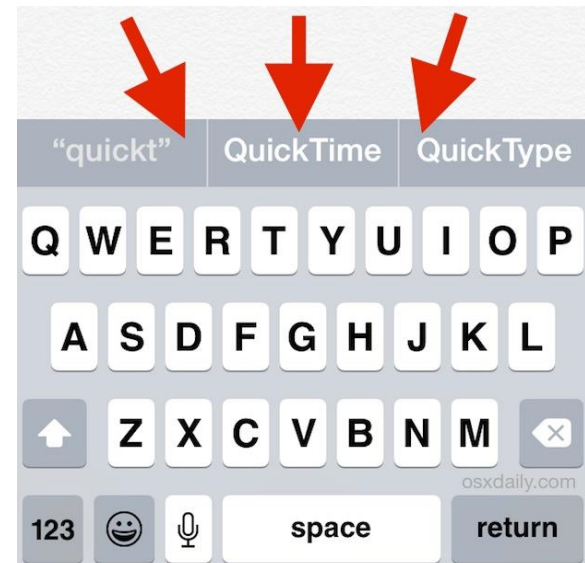 “quickt” QuickTime QuickType
Q W E R T Y U I O P
A S D F G H J K L
Z X C V B N M
osxdaily.com
123 space return